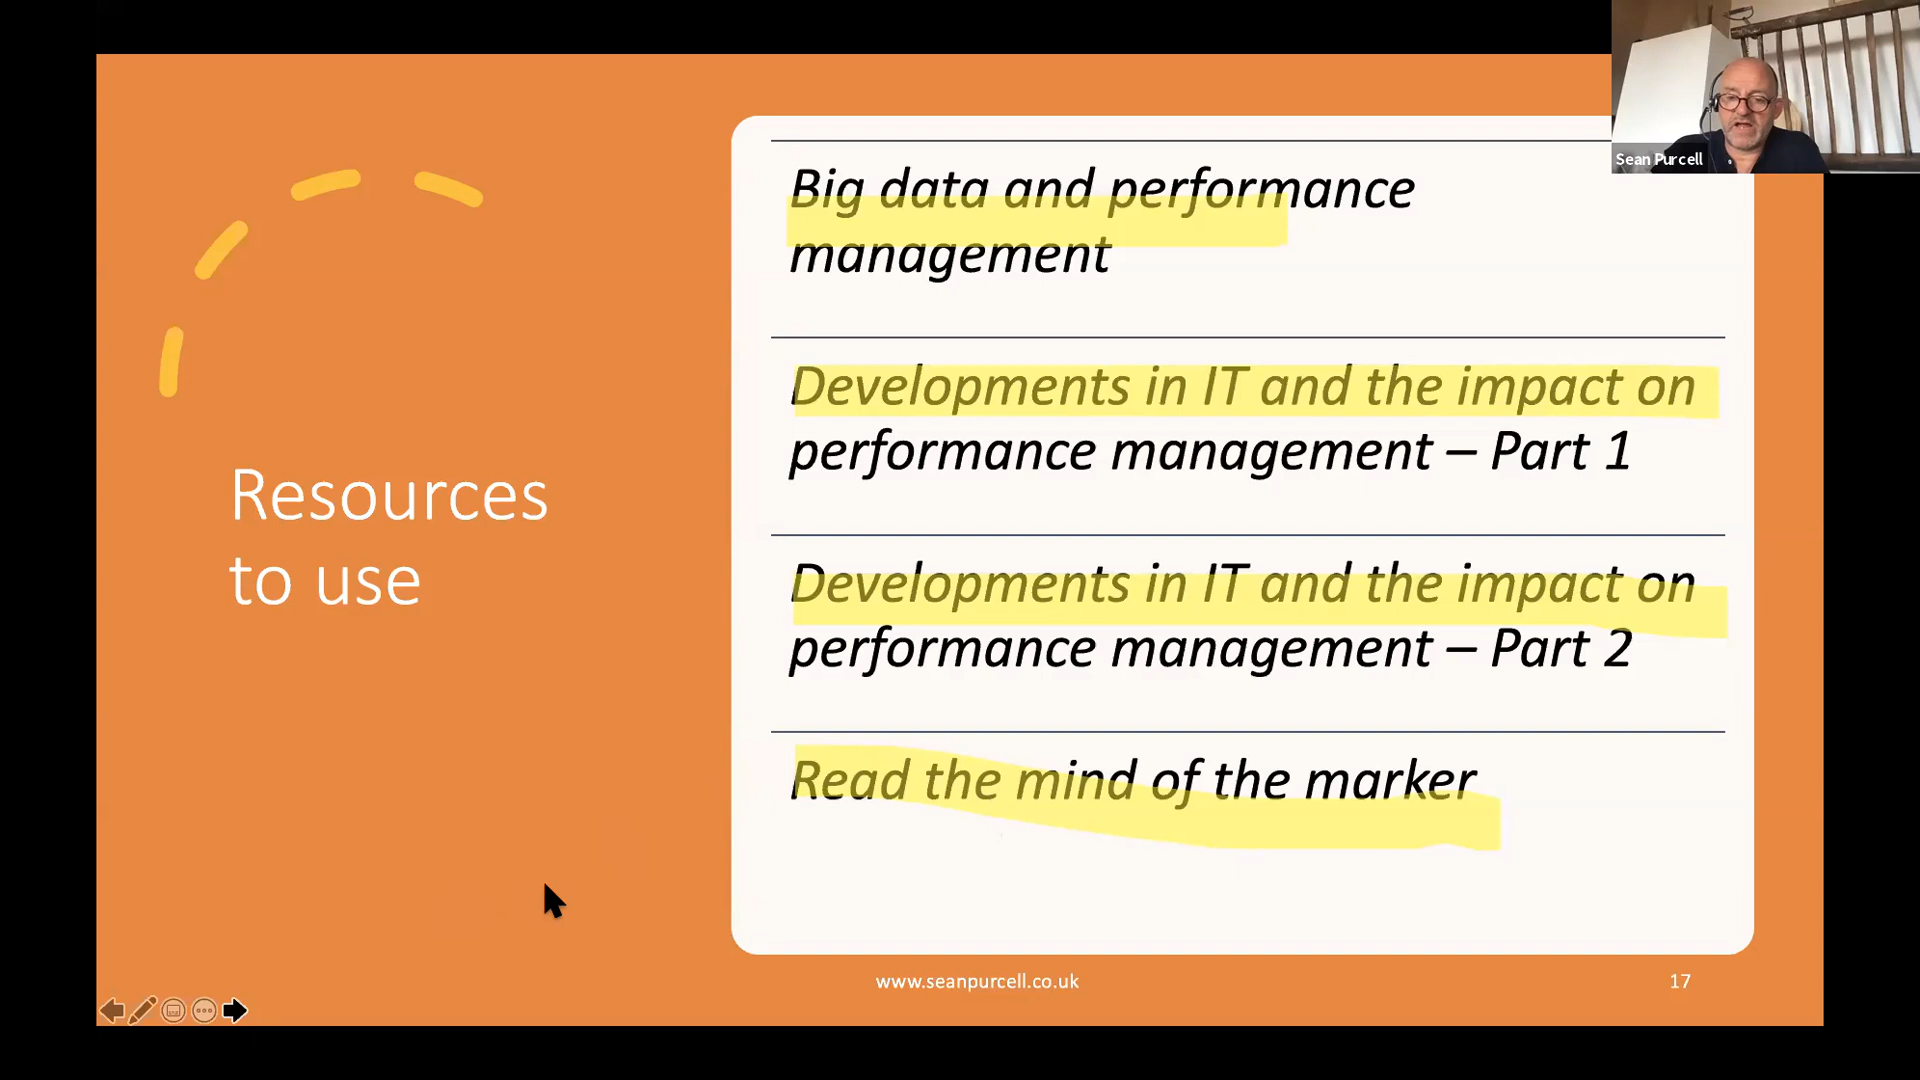 Sean Purcell
Resources
to use
Big data and performance
management
Developments in IT and the impact on
performance management – Part 1
Developments in IT and the impact on
performance management – Part 2
Read the mind of the marker
www.seanpurcell.co.uk
17